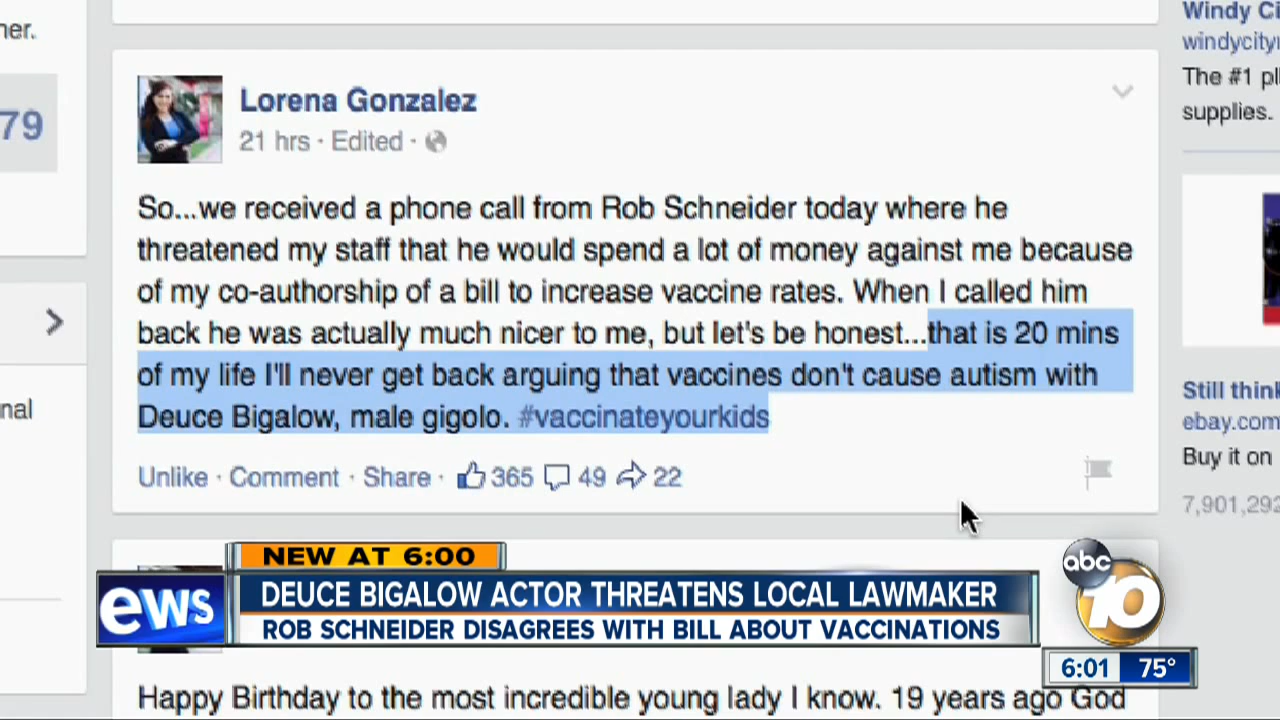 her.
79
nal
Lorena Gonzalez
21 hrs · Edited ·
So...we received a phone call from Rob Schneider today where he
threatened my staff that he would spend a lot of money against me because
of my co-authorship of a bill to increase vaccine rates. When I called him
back he was actually much nicer to me, but let's be honest...that is 20 mins
of my life I'll never get back arguing that vaccines don't cause autism with
Deuce Bigalow, male gigolo. #vaccinateyourkids
Unlike · Comment · Share · 365 49 22
Windy Ci
windycity
The #1 pl
supplies.
Still think
ebay.com
Buy it on
7,901,292
NEW AT 6:00
ews
DEUCE BIGALOW ACTOR THREATENS LOCAL LAWMAKER
ROB SCHNEIDER DISAGREES WITH BILL ABOUT VACCINATIONS
abc
10
6:01 75°
Happy Birthday to the most incredible young lady I know. 19 years ago God